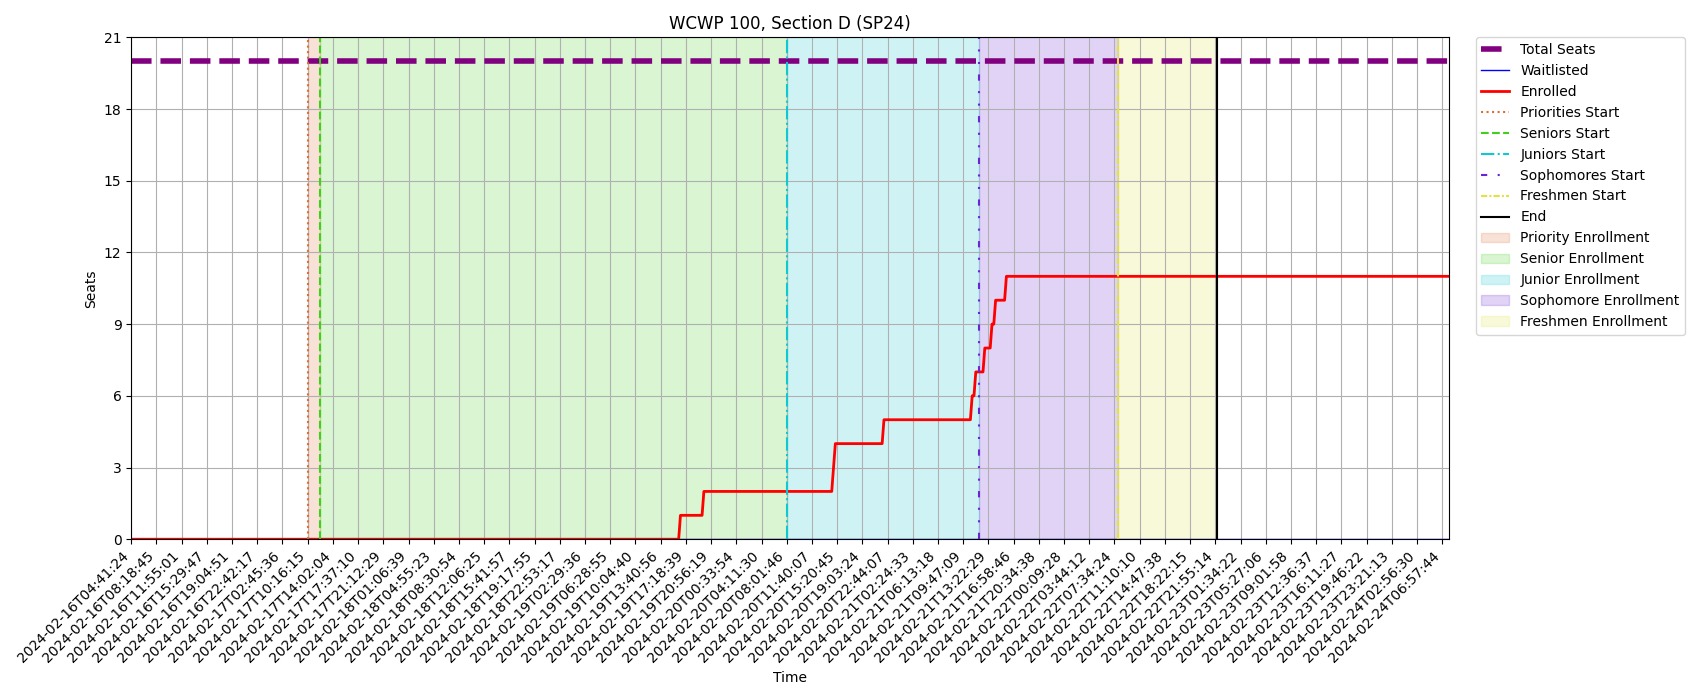 WCWP 100, Section D (SP24)
21
18
15
12
9
6
3
0
Seats
2024-02-16T04:41:24
2024-02-16T08:18:45
2024-02-16T11:55:01
2024-02-16T15:29:47
2024-02-16T19:04:51
2024-02-16T22:42:17
2024-02-17T02:45:36
2024-02-17T10:16:15
2024-02-17T14:02:04
2024-02-17T17:37:10
2024-02-17T21:12:29
2024-02-18T01:06:39
2024-02-18T04:55:23
2024-02-18T08:30:54
2024-02-18T12:06:25
2024-02-18T15:41:57
2024-02-18T19:17:55
2024-02-18T22:53:17
2024-02-19T02:29:36
2024-02-19T06:28:55
2024-02-19T10:04:40
2024-02-19T13:40:56
2024-02-19T17:18:39
2024-02-19T20:56:19
2024-02-20T00:33:54
2024-02-20T04:11:30
2024-02-20T08:01:46
2024-02-20T11:40:07
2024-02-20T15:20:45
2024-02-20T19:03:24
2024-02-20T22:44:07
2024-02-21T02:24:33
2024-02-21T06:13:18
2024-02-21T09:47:09
2024-02-21T13:22:29
2024-02-21T16:58:46
2024-02-21T20:34:38
2024-02-22T00:09:28
2024-02-22T03:44:12
2024-02-22T07:34:24
2024-02-22T11:10:10
2024-02-22T14:47:38
2024-02-22T18:22:15
2024-02-22T21:55:14
2024-02-23T01:34:22
2024-02-23T05:27:06
2024-02-23T09:01:58
2024-02-23T12:36:37
2024-02-23T16:11:27
2024-02-23T19:46:22
2024-02-23T23:21:13
2024-02-24T02:56:30
2024-02-24T06:57:44
Time
Total Seats
Waitlisted
Enrolled
Priorities Start
Seniors Start
Juniors Start
Sophomores Start
Freshmen Start
End
Priority Enrollment
Senior Enrollment
Junior Enrollment
Sophomore Enrollment
Freshmen Enrollment